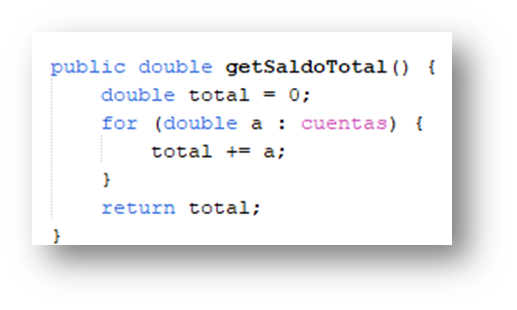 public double getSaldoTotal() {
    double total = 0;
    for (double a : cuentas) {
        total += a;
    }
    return total;
}